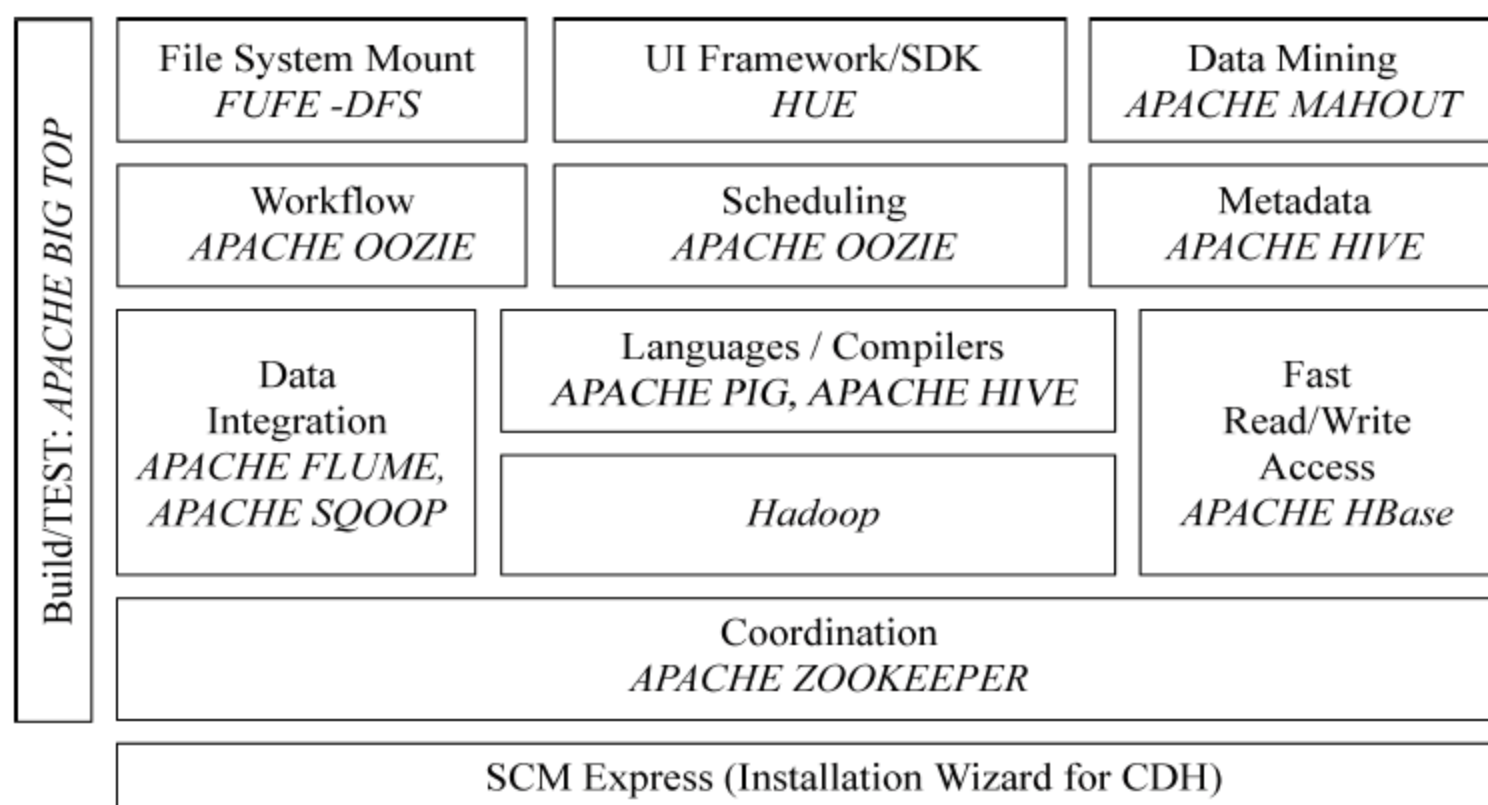 Build/TEST: APACHE BIG TOP
File System Mount
FUFE -DFS
UI Framework/SDK
HUE
Data Mining
APACHE MAHOUT
Workflow
APACHE OOZIE
Scheduling
APACHE OOZIE
Metadata
APACHE HIVE
Data
Integration
APACHE FLUME,
APACHE SQOOP
Languages / Compilers
APACHE PIG, APACHE HIVE
Hadoop
Fast
Read/Write
Access
APACHE HBase
Coordination
APACHE ZOOKEEPER
SCM Express (Installation Wizard for CDH)